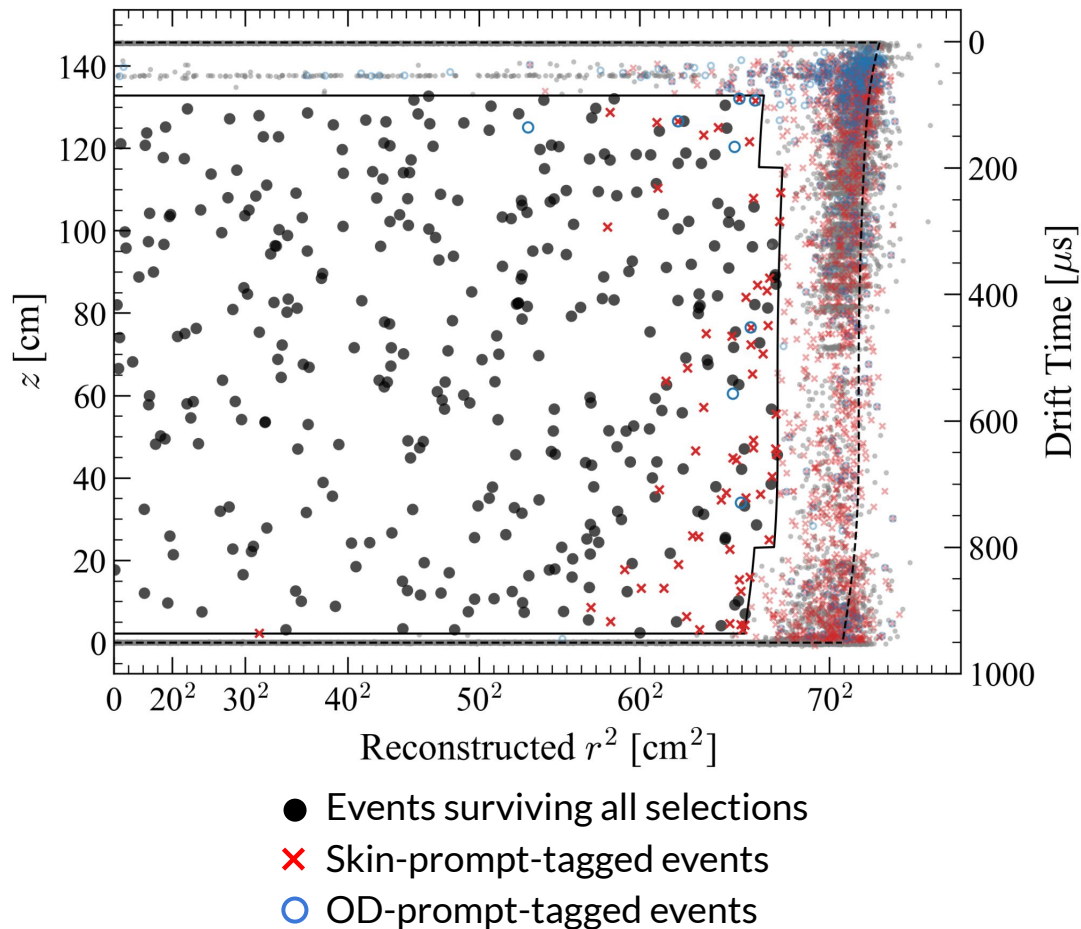 140
120
100
80
60
40
20
0
z [cm]
0
200
400
600
800
1000
Drift Time [μs]
0 20² 30² 40² 50² 60² 70²
Reconstructed r² [cm²]
Events surviving all selections
Skin-prompt-tagged events
OD-prompt-tagged events